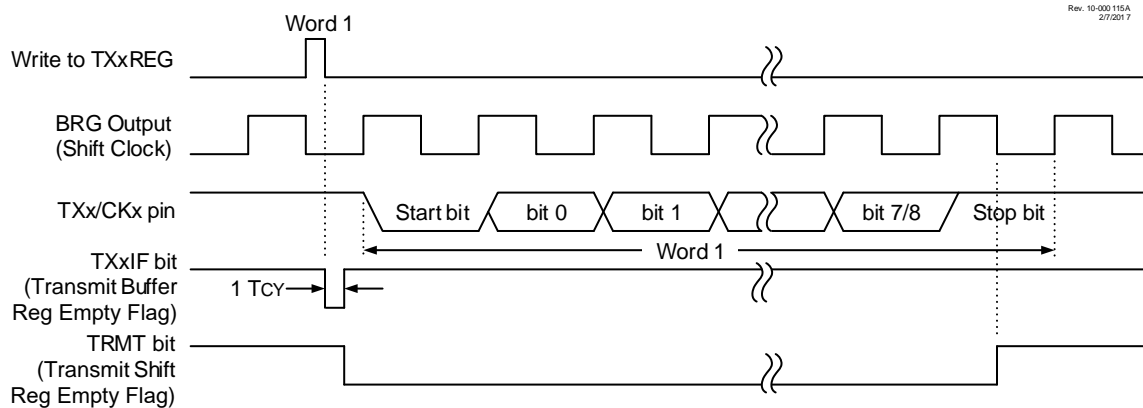 Rev. 10-000 115A
2/7/201 7
Word 1
Write to TXxREG
BRG Output
(Shift Clock)
TXx/CKx pin
Start bit
bit 0
bit 1
bit 7/8
Stop bit
Word 1
TXxIF bit
(Transmit Buffer
Reg Empty Flag)
1 TCY
TRMT bit
(Transmit Shift
Reg Empty Flag)